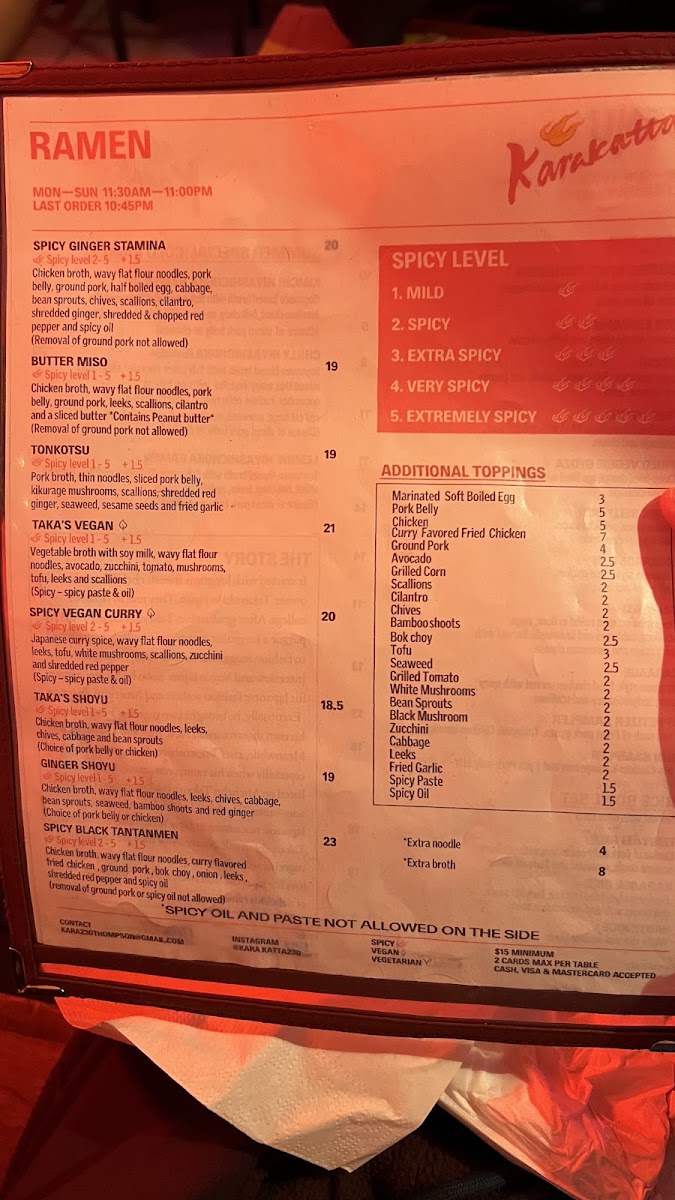 RAMEN
Karakatta
MON—SUN 11:30AM—11:00PM
LAST ORDER 10:45PM
SPICY GINGER STAMINA 20
Spicy level 2-5 +1.5
Chicken broth, wavy flat flour noodles, pork
belly, ground pork, half boiled egg, cabbage,
bean sprouts, chives, scallions, cilantro,
shredded ginger, shredded & chopped red
pepper and spicy oil
(Removal of ground pork not allowed)
BUTTER MISO 19
Spicy level 1-5 +1.5
Chicken broth, wavy flat flour noodles, pork
belly, ground pork, leeks, scallions, cilantro
and a sliced butter *Contains Peanut butter*
(Removal of ground pork not allowed)
TONKOTSU 19
Spicy level 1-5 +1.5
Pork broth, thin noodles, sliced pork belly,
kikurage mushrooms, scallions, shredded red
ginger, seaweed, sesame seeds and fried garlic
TAKA'S VEGAN 21
Spicy level 1-5 +1.5
Vegetable broth with soy milk, wavy flat flour
noodles, avocado, zucchini, tomato, mushrooms,
tofu, leeks and scallions
(Spicy – spicy paste & oil)
SPICY VEGAN CURRY 20
Spicy level 2-5 +1.5
Japanese curry spice, wavy flat flour noodles,
leeks, tofu, white mushrooms, scallions, zucchini
and shredded red pepper
(Spicy – spicy paste & oil)
TAKA'S SHOYU 18.5
Spicy level 1-5 +1.5
Chicken broth, wavy flat flour noodles, leeks,
chives, cabbage and bean sprouts
(Choice of pork belly or chicken)
GINGER SHOYU 19
Spicy level 1-5 +1.5
Chicken broth, wavy flat flour noodles, leeks, chives, cabbage,
bean sprouts, seaweed, bamboo shoots and red ginger
(Choice of pork belly or chicken)
SPICY BLACK TANTANMEN 23
Spicy level 2-5 +1.5
Chicken broth, wavy flat flour noodles, curry flavored
fried chicken , ground pork , bok choy , onion , leeks ,
shredded red pepper and spicy oil
(removal of ground pork or spicy oil not allowed)
SPICY LEVEL
1. MILD
2. SPICY
3. EXTRA SPICY
4. VERY SPICY
5. EXTREMELY SPICY
ADDITIONAL TOPPINGS
Marinated Soft Boiled Egg 3
Pork Belly 5
Chicken 5
Curry Favored Fried Chicken 7
Ground Pork 4
Avocado 2.5
Grilled Corn 2.5
Scallions 2
Cilantro 2
Chives 2
Bamboo shoots 2
Bok choy 2.5
Tofu 3
Seaweed 2.5
Grilled Tomato 2
White Mushrooms 2
Bean Sprouts 2
Black Mushroom 2
Zucchini 2
Cabbage 2
Leeks 2
Fried Garlic 2
Spicy Paste 1.5
Spicy Oil 1.5
*Extra noodle 4
*Extra broth 8
*SPICY OIL AND PASTE NOT ALLOWED ON THE SIDE
CONTACT
KARA230THOMPSON@GMAIL.COM
INSTAGRAM
@KARA.KATTA230
SPICY
VEGAN
VEGETARIAN
$15 MINIMUM
2 CARDS MAX PER TABLE
CASH, VISA & MASTERCARD ACCEPTED